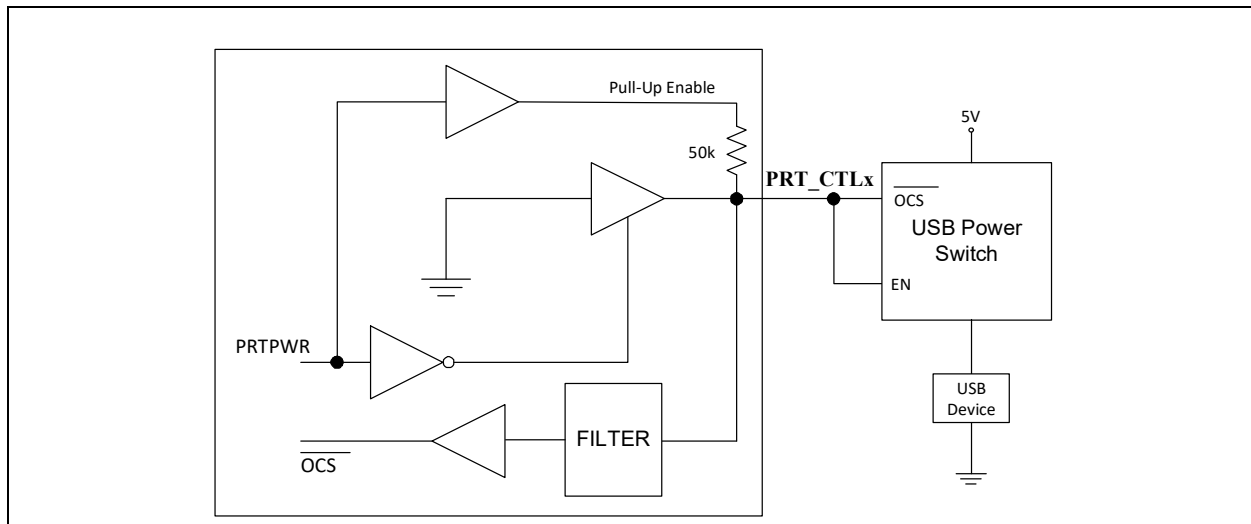 Pull-Up Enable
5V
50k
PRT_CTLx
OCS
USB Power
Switch
EN
PRTPWR
USB
Device
FILTER
OCS